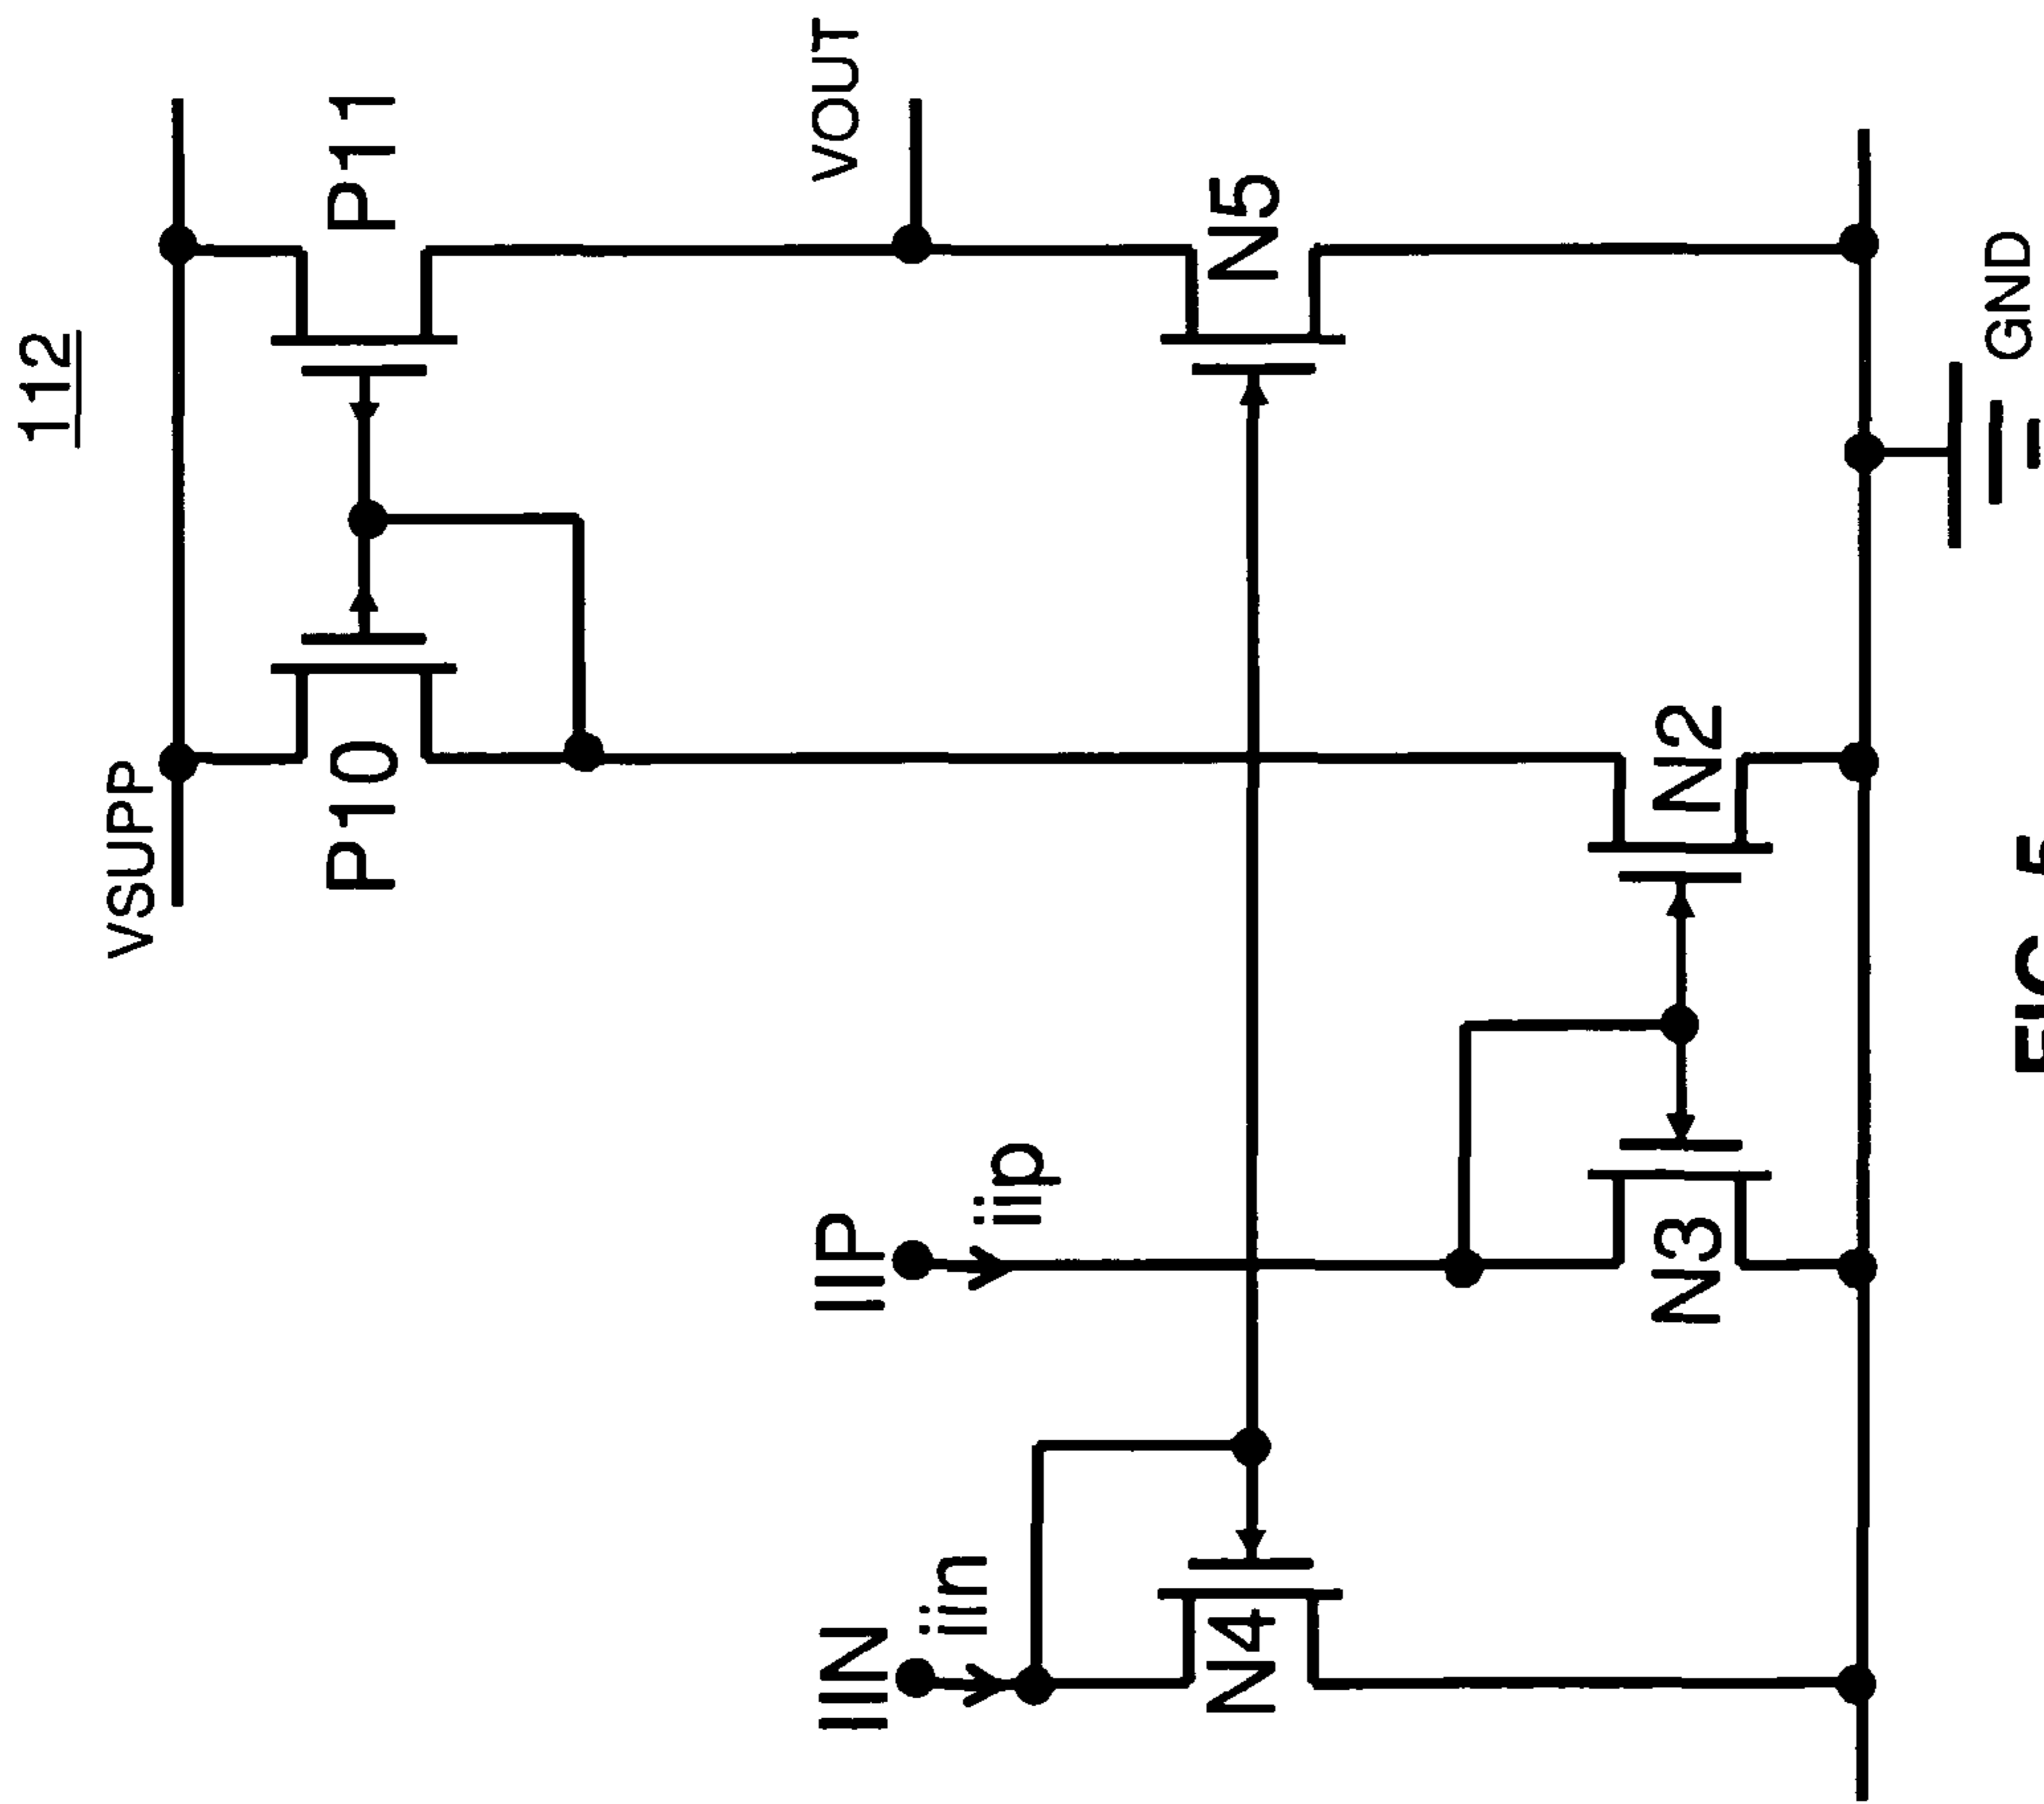 112
VSUPP
P10
P11
VOUT
IIN
iin
IIP
iip
N4
N5
N3
N2
GND